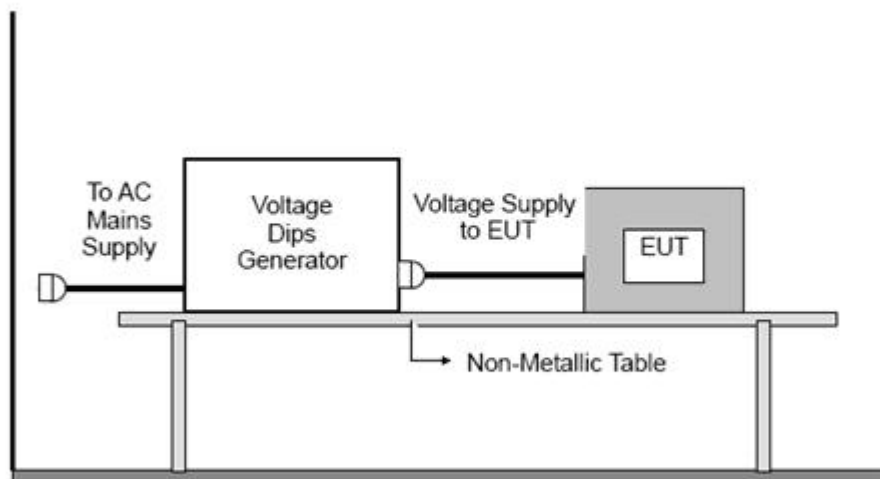 To AC
Mains
Supply
Voltage
Dips
Generator
Voltage Supply
to EUT
EUT
Non-Metallic Table